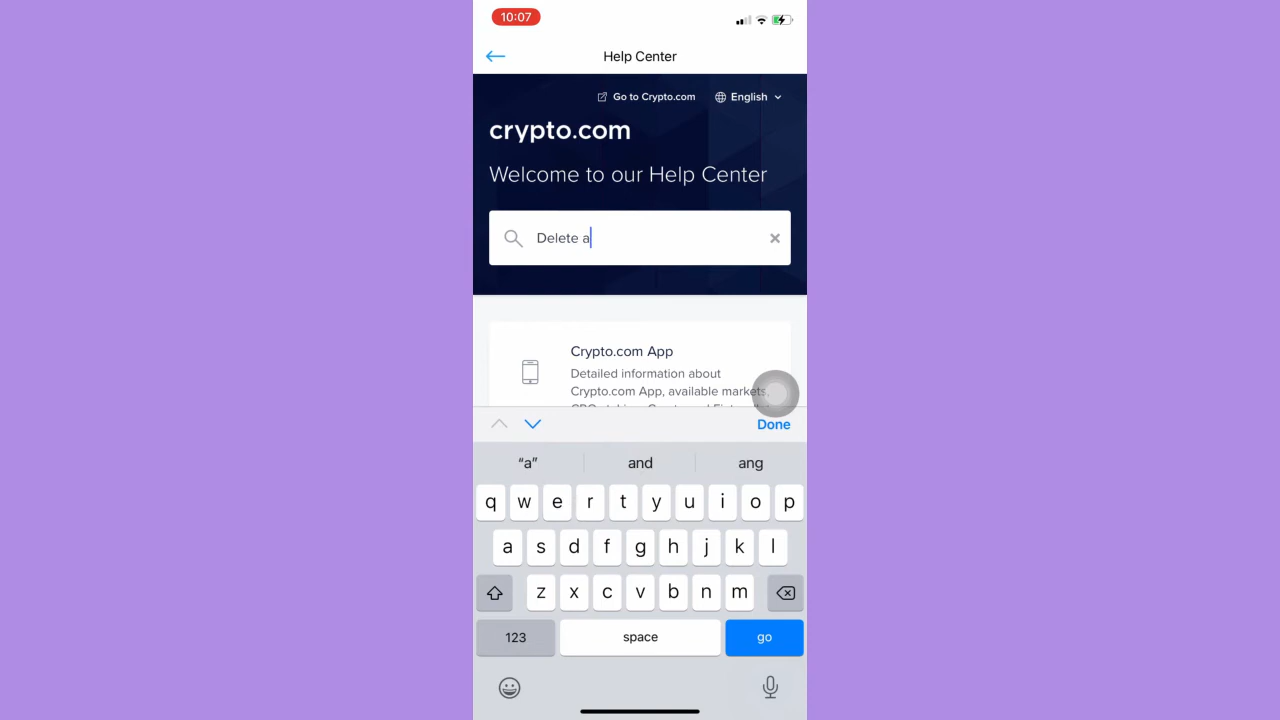 10:07
Help Center
Go to Crypto.com
English
crypto.com
Welcome to our Help Center
Delete a
Crypto.com App
Detailed information about
Crypto.com App, available markets,
Done
“a”
and
ang
q w e r t y u i o p
a s d f g h j k l
z x c v b n m
123
space
go